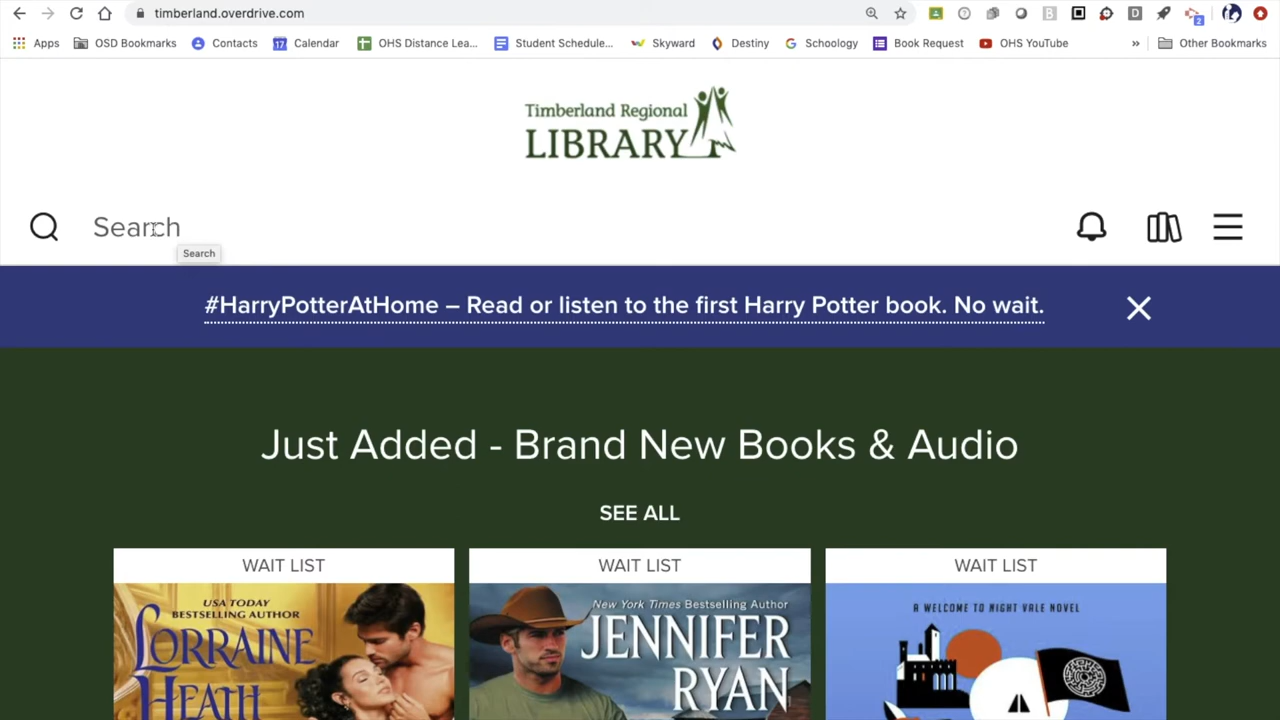 timberland.overdrive.com
2
Apps OSD Bookmarks Contacts 17 Calendar OHS Distance Lea... Student Schedule... Skyward Destiny G Schoology Book Request OHS YouTube » Other Bookmarks
Timberland Regional
LIBRARY
Search
Search
#HarryPotterAtHome – Read or listen to the first Harry Potter book. No wait.
Just Added - Brand New Books & Audio
SEE ALL
WAIT LIST WAIT LIST WAIT LIST
USA TODAY
BESTSELLING AUTHOR
LORRAINE
HEATH
New York Times Bestselling Author
JENNIFER
RYAN
A WELCOME TO NIGHT VALE NOVEL